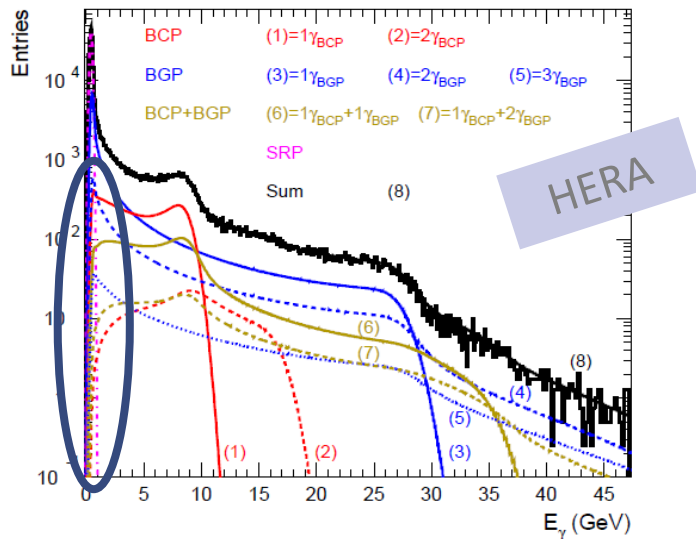 Entries
BCP (1)=1γBCP (2)=2γBCP
BGP (3)=1γBGP (4)=2γBGP (5)=3γBGP
BCP+BGP (6)=1γBCP+1γBGP (7)=1γBCP+2γBGP
SRP
Sum (8)
HERA
10⁴
10³
10²
10
(6)
(7)
(8)
(4)
(5)
(1)
(2)
(3)
0 5 10 15 20 25 30 35 40 45
Eγ (GeV)